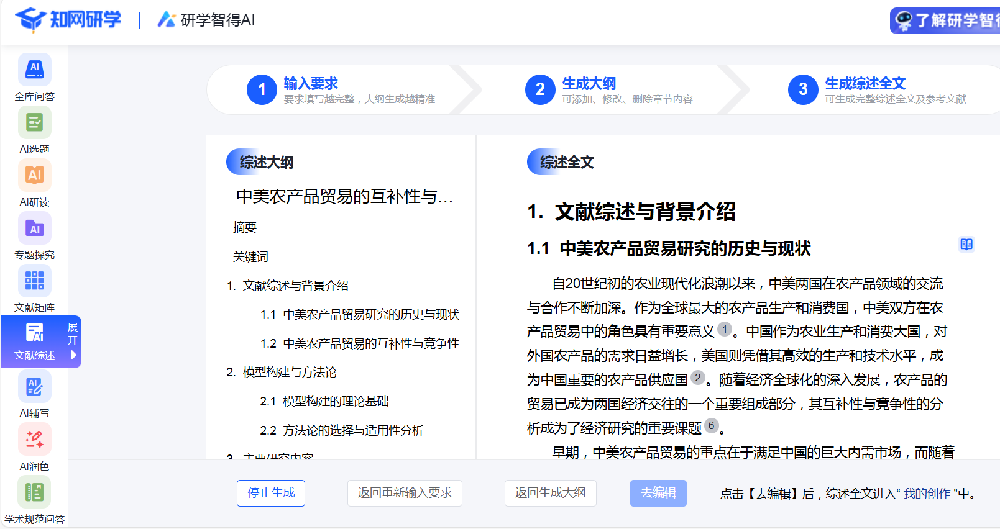 知网研学
研学智得AI
了解研学智得
AI
全库问答
AI选题
AI
AI研读
AI
专题探究
文献矩阵
AI
文献综述
展开
AI
AI辅写
AI润色
学术规范问答
1 输入要求
要求填写越完整，大纲生成越精准
2 生成大纲
可添加、修改、删除章节内容
3 生成综述全文
可生成完整综述全文及参考文献
综述大纲
中美农产品贸易的互补性与...
摘要
关键词
1. 文献综述与背景介绍
1.1 中美农产品贸易研究的历史与现状
1.2 中美农产品贸易的互补性与竞争性
2. 模型构建与方法论
2.1 模型构建的理论基础
2.2 方法论的选择与适用性分析
3. 主要研究内容
综述全文
1. 文献综述与背景介绍
1.1 中美农产品贸易研究的历史与现状
自20世纪初的农业现代化浪潮以来，中美两国在农产品领域的交流
与合作不断加深。作为全球最大的农产品生产和消费国，中美双方在农
产品贸易中的角色具有重要意义 1 。中国作为农业生产和消费大国，对
外国农产品的需求日益增长，美国则凭借其高效的生产和技术水平，成
为中国重要的农产品供应国 2 。随着经济全球化的深入发展，农产品的
贸易已成为两国经济交往的一个重要组成部分，其互补性与竞争性的分
析成为了经济研究的重要课题 6 。
早期，中美农产品贸易的重点在于满足中国的巨大内需市场，而随着
停止生成
返回重新输入要求
返回生成大纲
去编辑
点击【去编辑】后，综述全文进入“ 我的创作 ”中。